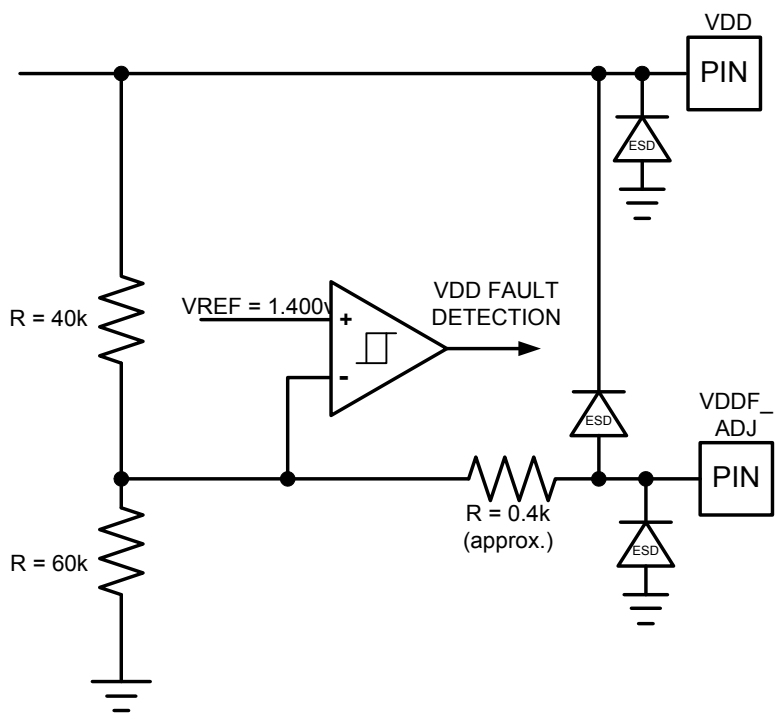 VDD
PIN
ESD
R = 40k
VREF = 1.400v
+
-
VDD FAULT
DETECTION
ESD
VDDF_
ADJ
PIN
R = 0.4k
(approx.)
ESD
R = 60k